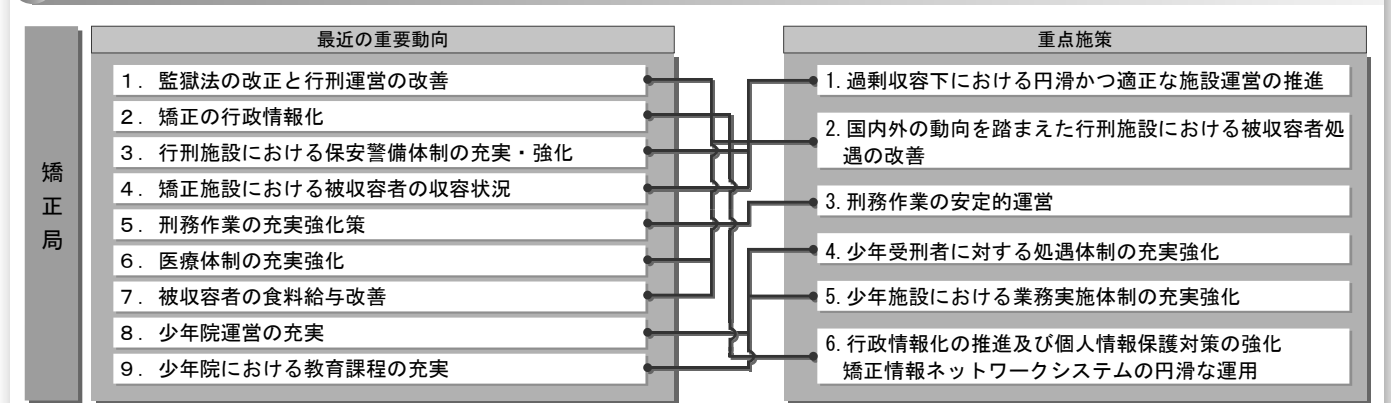 矯正局
最近の重要動向
１．監獄法の改正と行刑運営の改善
２．矯正の行政情報化
３．行刑施設における保安警備体制の充実・強化
４．矯正施設における被収容者の収容状況
５．刑務作業の充実強化策
６．医療体制の充実強化
７．被収容者の食料給与改善
８．少年院運営の充実
９．少年院における教育課程の充実
重点施策
1. 過剰収容下における円滑かつ適正な施設運営の推進
2. 国内外の動向を踏まえた行刑施設における被収容者処
遇の改善
3. 刑務作業の安定的運営
4. 少年受刑者に対する処遇体制の充実強化
5. 少年施設における業務実施体制の充実強化
6. 行政情報化の推進及び個人情報保護対策の強化
矯正情報ネットワークシステムの円滑な運用